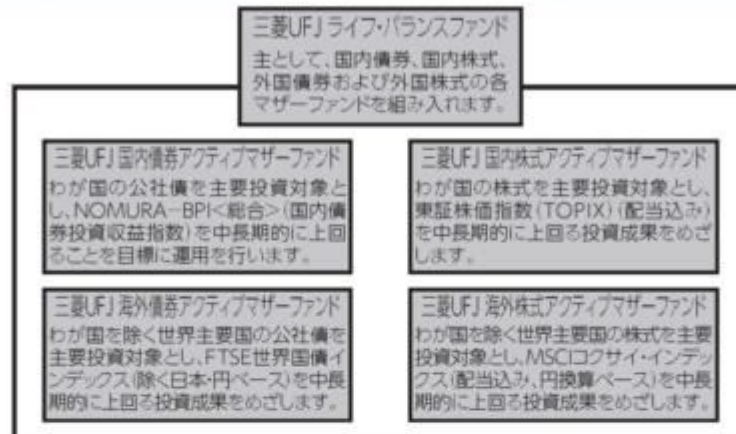 三菱UFJ ライフ・バランスファンド
主として、国内債券、国内株式、
外国債券および外国株式の各
マザーファンドを組み入れます。
三菱UFJ 国内債券アクティブマザーファンド
わが国の公社債を主要投資対象と
し、NOMURA-BPI<総合>(国内債
券投資収益指数)を中長期的に上回
ることを目標に運用を行います。
三菱UFJ 国内株式アクティブマザーファンド
わが国の株式を主要投資対象とし、
東証株価指数(TOPIX)(配当込み)
を中長期的に上回る投資成果をめざ
します。
三菱UFJ 海外債券アクティブマザーファンド
わが国を除く世界主要国の公社債を
主要投資対象とし、FTSE世界国債イ
ンデックス(除く日本・円ベース)を中長
期的に上回る投資成果をめざします。
三菱UFJ 海外株式アクティブマザーファンド
わが国を除く世界主要国の株式を主要
投資対象とし、MSCIコクサイ・インデッ
クス(配当込み、円換算ベース)を中長
期的に上回る投資成果をめざします。